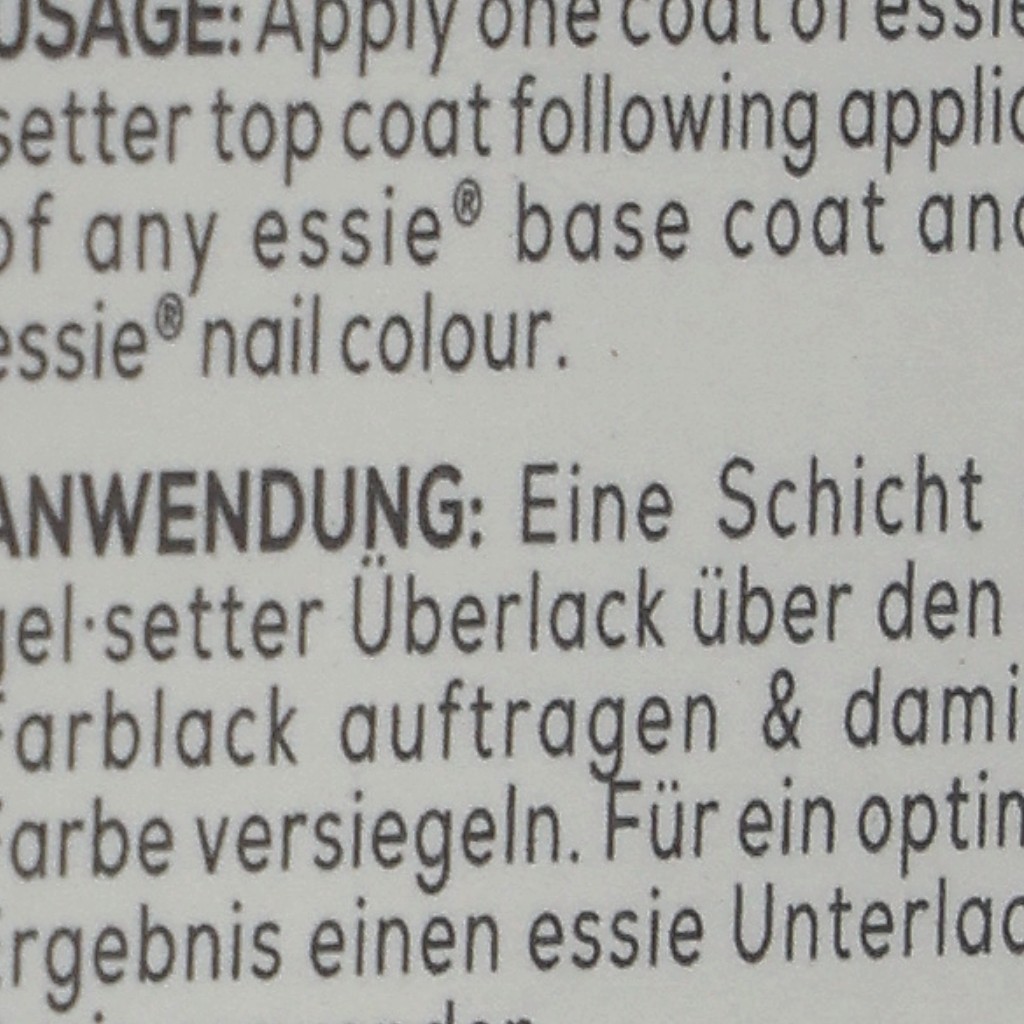 USAGE: Apply one coat of essie
setter top coat following applic
of any essie® base coat and
essie® nail colour.
ANWENDUNG: Eine Schicht
gel·setter Überlack über den
Farblack auftragen & dami
Farbe versiegeln. Für ein optim
Ergebnis einen essie Unterlac